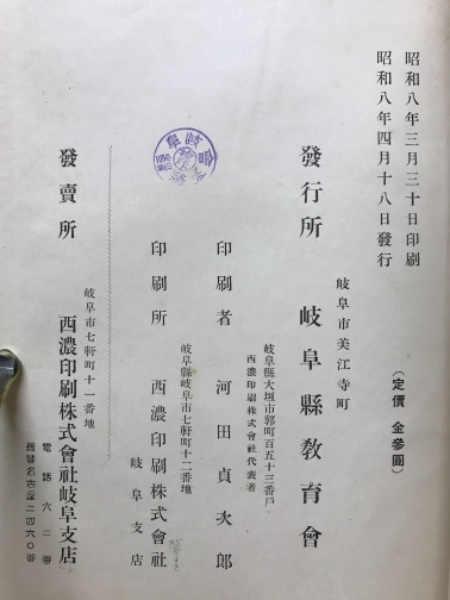 昭和八年三月三十日印刷
昭和八年四月十八日發行
(定價 金參圓)
岐阜市美江寺町
發行所 岐阜縣敎育會
岐阜縣大垣市郭町百五十三番戶
西濃印刷株式會社代表者
印刷者 河田貞次郎
岐阜縣岐阜市七軒町十二番地
印刷所 西濃印刷株式會社
岐阜支店
岐阜市七軒町十一番地
發賣所 西濃印刷株式會社岐阜支店
電話 六二番
振替名古屋二四六〇番